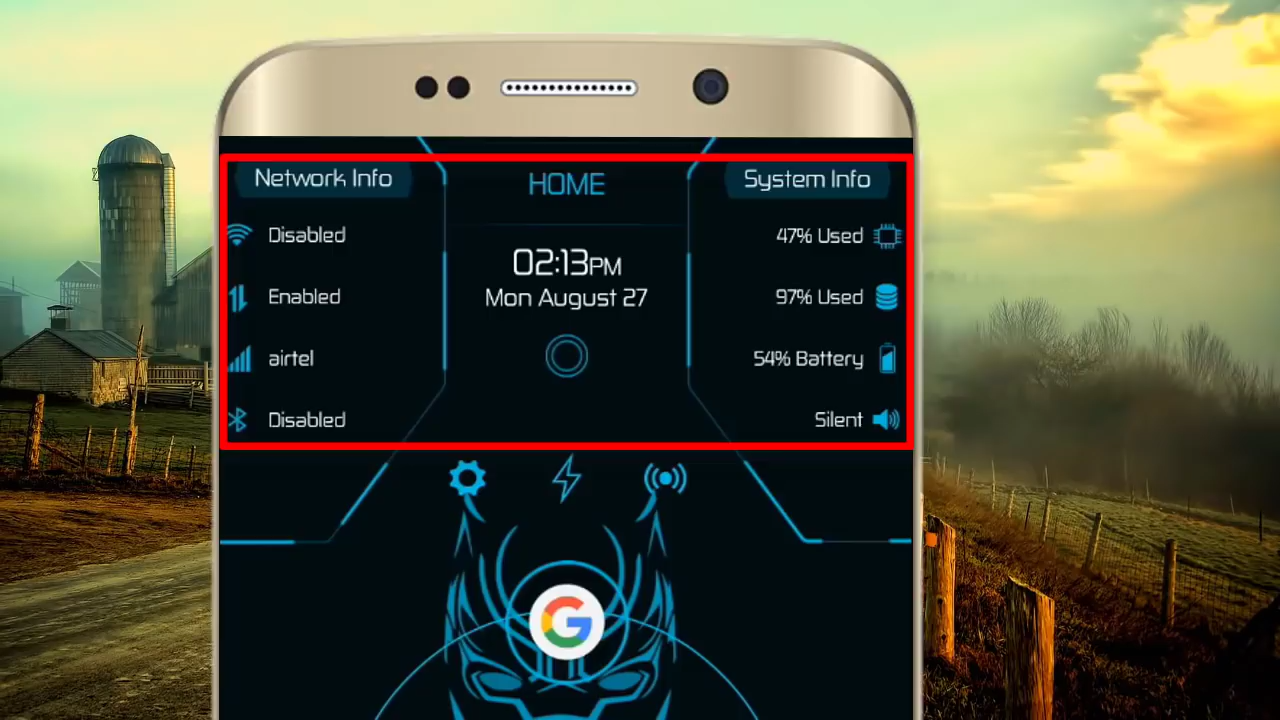 Network Info
HOME
System Info
Disabled
47% Used
02:13PM
Enabled
Mon August 27
97% Used
airtel
54% Battery
Disabled
Silent
G